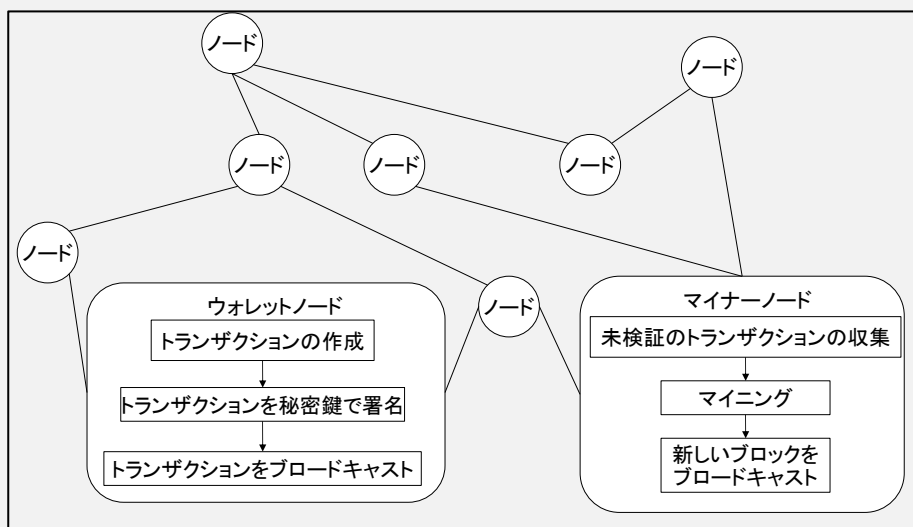 ノード
ノード
ノード
ノード
ノード
ノード
ノード
ウォレットノード
トランザクションの作成
トランザクションを秘密鍵で署名
トランザクションをブロードキャスト
マイナーノード
未検証のトランザクションの収集
マイニング
新しいブロックを
ブロードキャスト